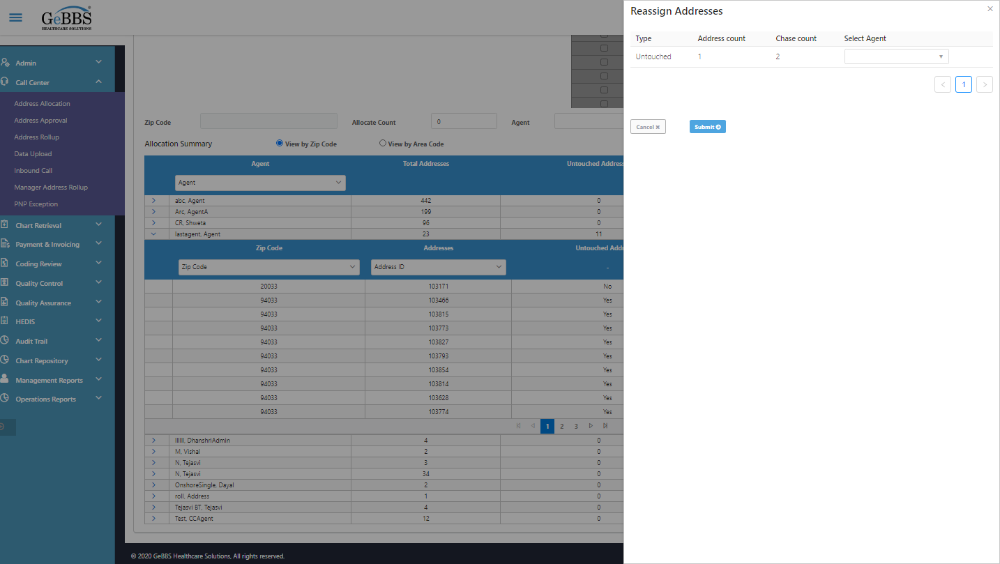 GeBBS
HEALTHCARE SOLUTIONS
Admin
Call Center
Address Allocation
Address Approval
Address Rollup
Data Upload
Inbound Call
Manager Address Rollup
PNP Exception
Chart Retrieval
Payment & Invoicing
Coding Review
Quality Control
Quality Assurance
HEDIS
Audit Trail
Chart Repository
Management Reports
Operations Reports
Zip Code Allocate Count 0 Agent
Allocation Summary View by Zip Code View by Area Code
Agent Total Addresses Untouched Address
Agent
abc, Agent 442 0
Arc, AgentA 199 0
CR, Shweta 96 0
lastagent, Agent 23 11
Zip Code Addresses Untouched Addr
Zip Code Address ID -
20033 103171 No
94033 103466 Yes
94033 103815 Yes
94033 103773 Yes
94033 103827 Yes
94033 103793 Yes
94033 103854 Yes
94033 103814 Yes
94033 103628 Yes
94033 103774 Yes
1 2 3
llllll, DhanshriAdmin 4 0
M, Vishal 2 0
N, Tejasvi 3 0
N, Tejasvi 34 0
OnshoreSingle, Dayal 2 0
roll, Address 1 0
Tejasvi BT, Tejasvi 4 0
Test, CCAgent 12 0
© 2020 GeBBS Healthcare Solutions, All rights reserved.
Reassign Addresses
Type Address count Chase count Select Agent
Untouched 1 2
1
Cancel Submit